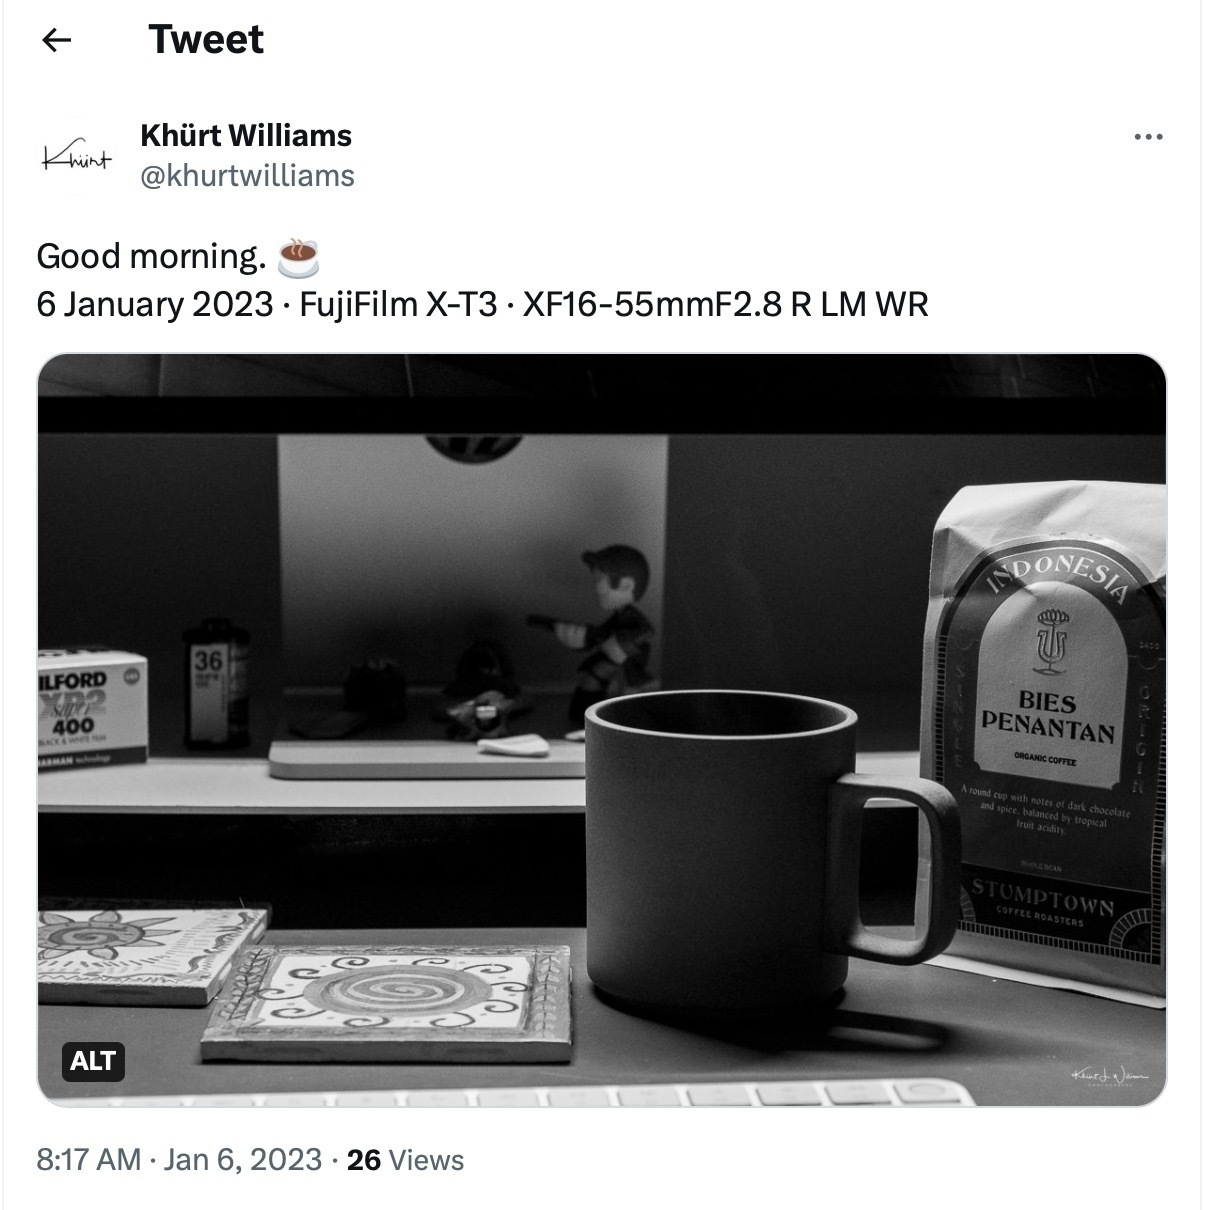 Tweet
Khürt
Khürt Williams
@khurtwilliams
Good morning. ☕
6 January 2023 · FujiFilm X-T3 · XF16-55mmF2.8 R LM WR
INDONESIA
36
ILFORD
XP2
super
400
BLACK & WHITE FILM
HARMAN technology
BIES
PENANTAN
ORGANIC COFFEE
SINGLE
ORIGIN
A round cup with notes of dark chocolate
and spice, balanced by tropical
fruit acidity.
WHOLE BEAN
STUMPTOWN
COFFEE ROASTERS
ALT
8:17 AM · Jan 6, 2023 · 26 Views